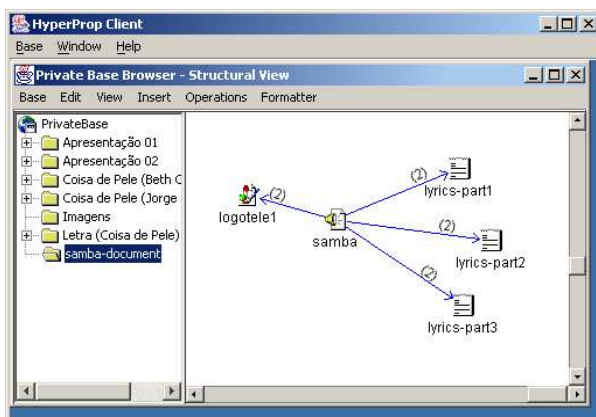 HyperProp Client
Base Window Help
Private Base Browser - Structural View
Base Edit View Insert Operations Formatter
PrivateBase
Apresentação 01
Apresentação 02
Coisa de Pele (Beth C
Coisa de Pele (Jorge
Imagens
Letra (Coisa de Pele)
samba-document
(2)
lyrics-part1
(2)
logotele1
samba
(2)
lyrics-part2
(2)
lyrics-part3